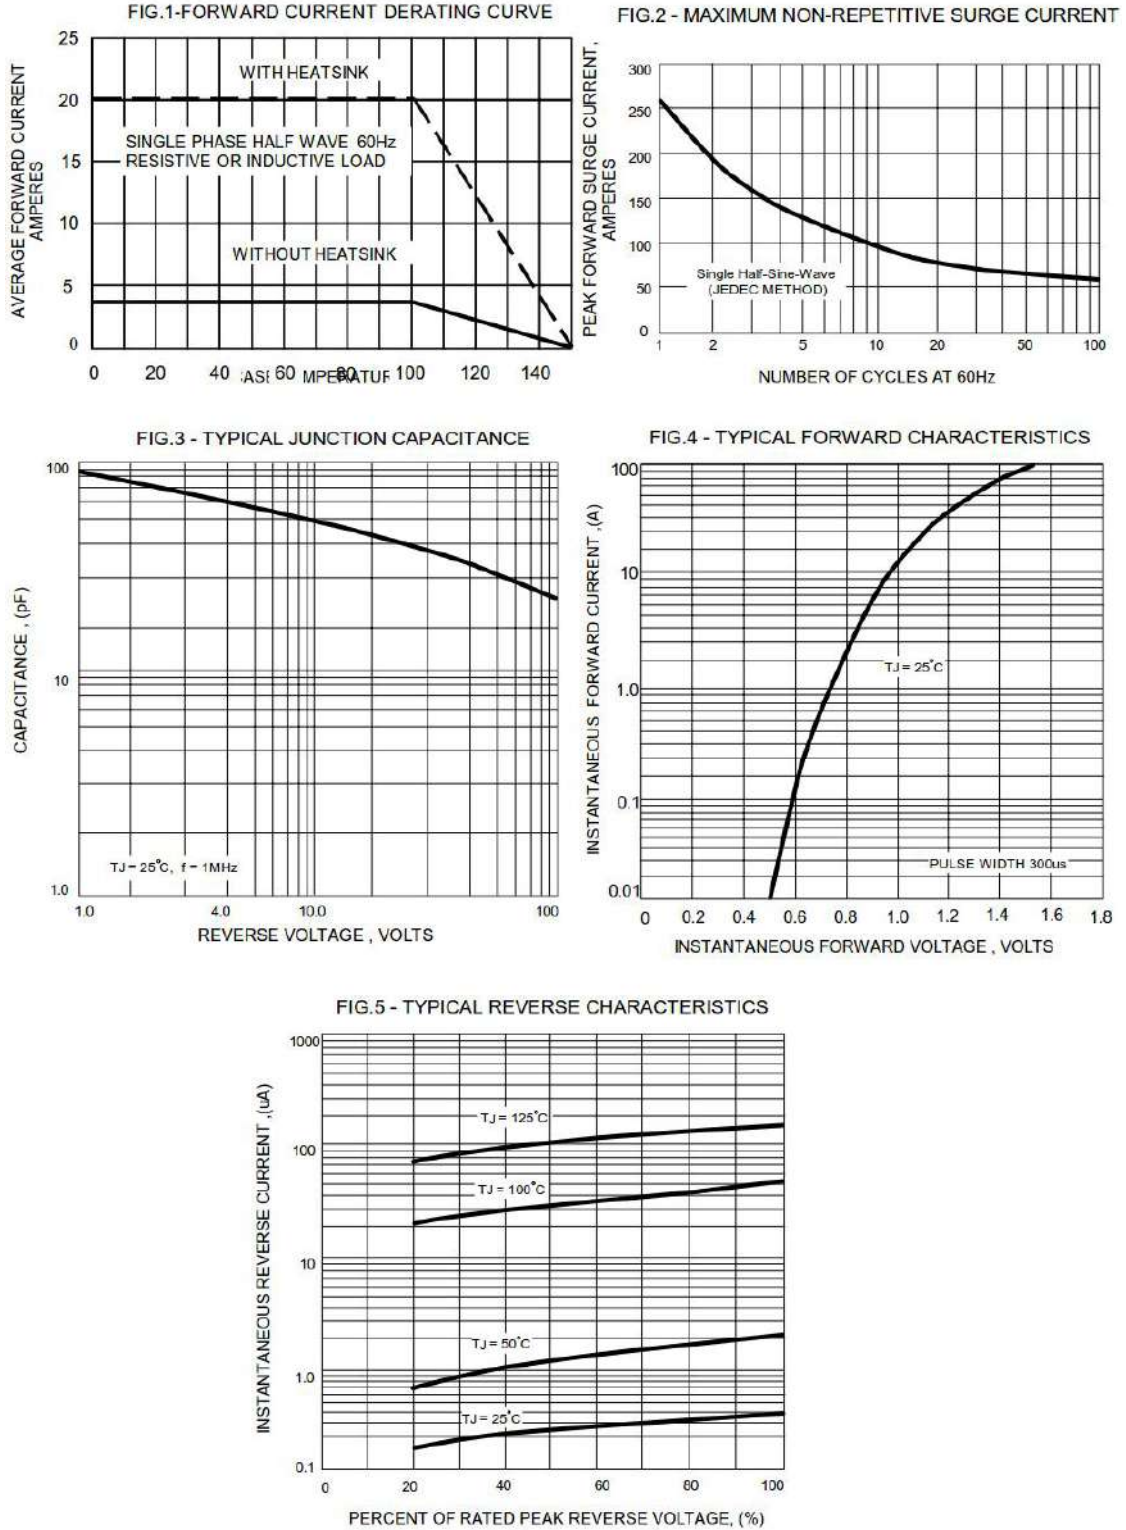 FIG.1-FORWARD CURRENT DERATING CURVE
AVERAGE FORWARD CURRENT
AMPERES
25
20
15
10
5
0
WITH HEATSINK
SINGLE PHASE HALF WAVE 60Hz
RESISTIVE OR INDUCTIVE LOAD
WITHOUT HEATSINK
0 20 40 60 80 100 120 140
FIG.2 - MAXIMUM NON-REPETITIVE SURGE CURRENT
PEAK FORWARD SURGE CURRENT,
AMPERES
300
250
200
150
100
50
0
Single Half-Sine-Wave
(JEDEC METHOD)
1 2 5 10 20 50 100
NUMBER OF CYCLES AT 60Hz
FIG.3 - TYPICAL JUNCTION CAPACITANCE
CAPACITANCE , (pF)
100
10
1.0
TJ = 25°C, f = 1MHz
1.0 4.0 10.0 100
REVERSE VOLTAGE , VOLTS
FIG.4 - TYPICAL FORWARD CHARACTERISTICS
INSTANTANEOUS FORWARD CURRENT ,(A)
100
10
1.0
0.1
0.01
TJ = 25°C
PULSE WIDTH 300us
0 0.2 0.4 0.6 0.8 1.0 1.2 1.4 1.6 1.8
INSTANTANEOUS FORWARD VOLTAGE , VOLTS
FIG.5 - TYPICAL REVERSE CHARACTERISTICS
INSTANTANEOUS REVERSE CURRENT ,(uA)
1000
100
10
1.0
0.1
TJ = 125°C
TJ = 100°C
TJ = 50°C
TJ = 25°C
0 20 40 60 80 100
PERCENT OF RATED PEAK REVERSE VOLTAGE, (%)